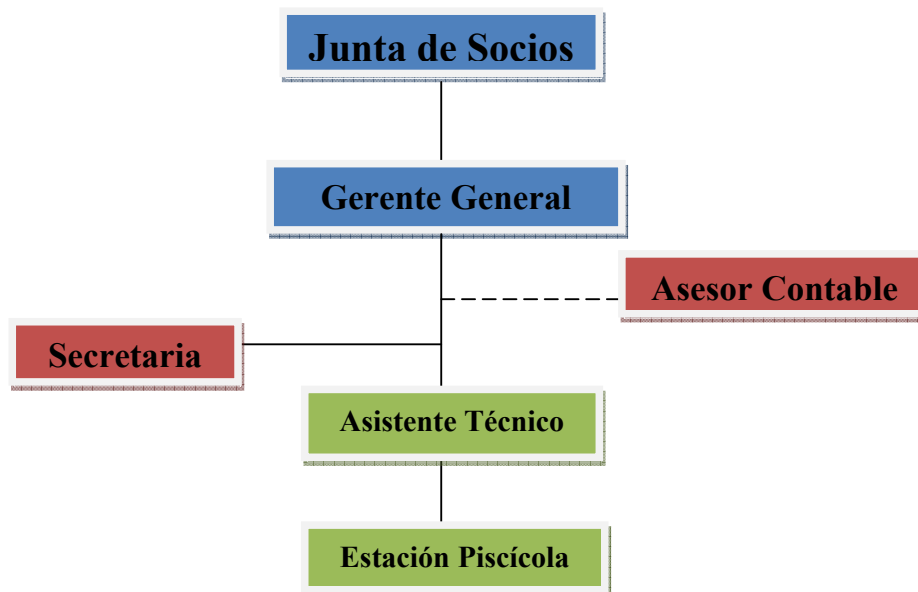 Junta de Socios
Gerente General
Asesor Contable
Secretaria
Asistente Técnico
Estación Piscícola